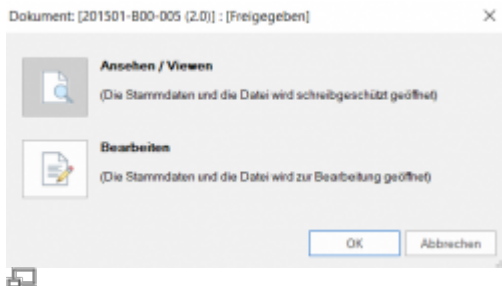 Dokument: [201501-B00-005 (2.0)] : [Freigegeben]
Ansehen / Viewen
(Die Stammdaten und die Datei wird schreibgeschützt geöffnet)
Bearbeiten
(Die Stammdaten und die Datei wird zur Bearbeitung geöffnet)
OK Abbrechen